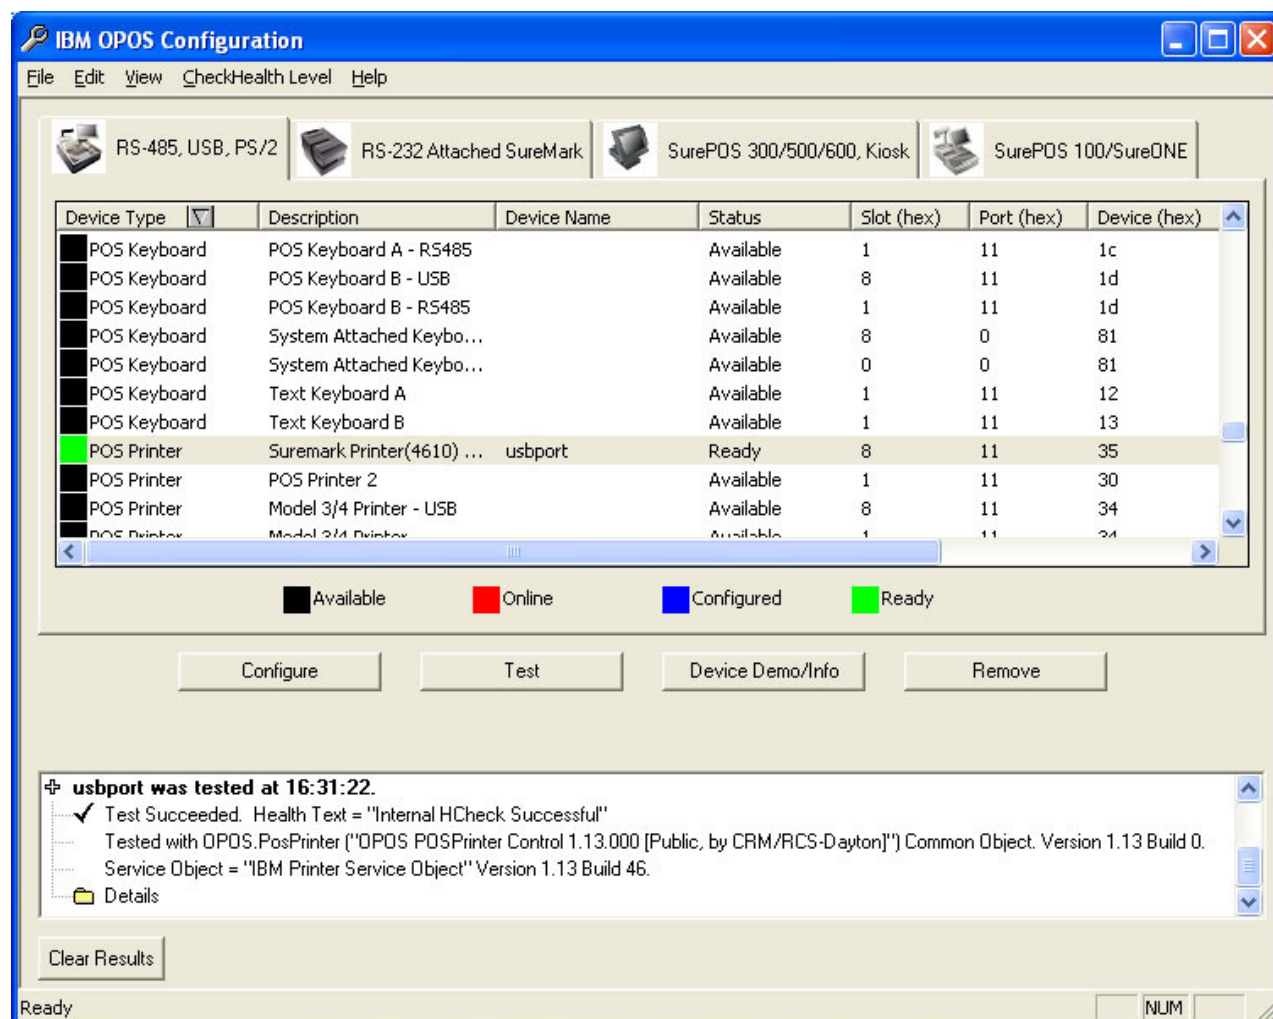 IBM OPOS Configuration
File Edit View CheckHealth Level Help
RS-485, USB, PS/2 RS-232 Attached SureMark SurePOS 300/500/600, Kiosk SurePOS 100/SureONE
Device Type Description Device Name Status Slot (hex) Port (hex) Device (hex)
POS Keyboard POS Keyboard A - RS485 Available 1 11 1c
POS Keyboard POS Keyboard B - USB Available 8 11 1d
POS Keyboard POS Keyboard B - RS485 Available 1 11 1d
POS Keyboard System Attached Keybo... Available 8 0 81
POS Keyboard System Attached Keybo... Available 0 0 81
POS Keyboard Text Keyboard A Available 1 11 12
POS Keyboard Text Keyboard B Available 1 11 13
POS Printer Suremark Printer(4610) ... usbport Ready 8 11 35
POS Printer POS Printer 2 Available 1 11 30
POS Printer Model 3/4 Printer - USB Available 8 11 34
POS Printer Model 3/4 Printer Available 1 11 34
Available Online Configured Ready
Configure Test Device Demo/Info Remove
usbport was tested at 16:31:22.
Test Succeeded. Health Text = "Internal HCheck Successful"
Tested with OPOS.PosPrinter ("OPOS POSPrinter Control 1.13.000 [Public, by CRM/RCS-Dayton]") Common Object. Version 1.13 Build 0.
Service Object = "IBM Printer Service Object" Version 1.13 Build 46.
Details
Clear Results
Ready NUM